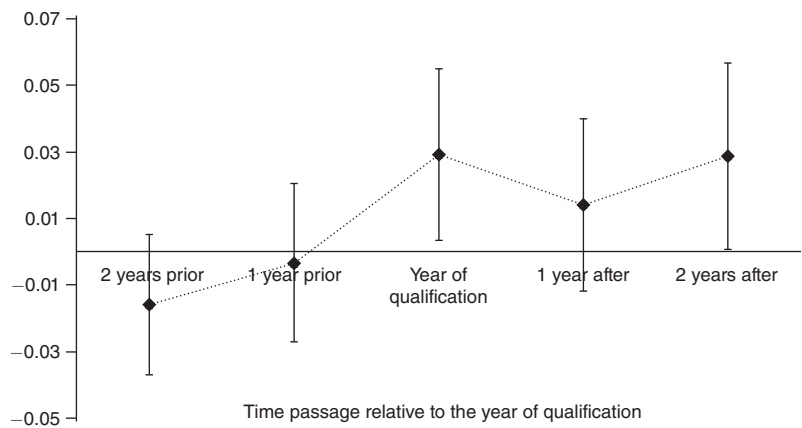 0.07
0.05
0.03
0.01
−0.01
−0.03
−0.05
2 years prior
1 year prior
Year of
qualification
1 year after
2 years after
Time passage relative to the year of qualification